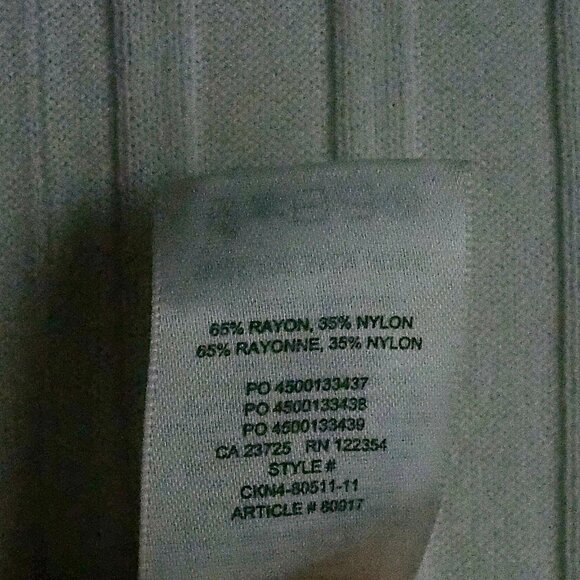 65% RAYON, 35% NYLON
65% RAYONNE, 35% NYLON
PO 4500133437
PO 4500133438
PO 4500133439
CA 23725 RN 122354
STYLE #
CKN4-80511-11
ARTICLE # 80917